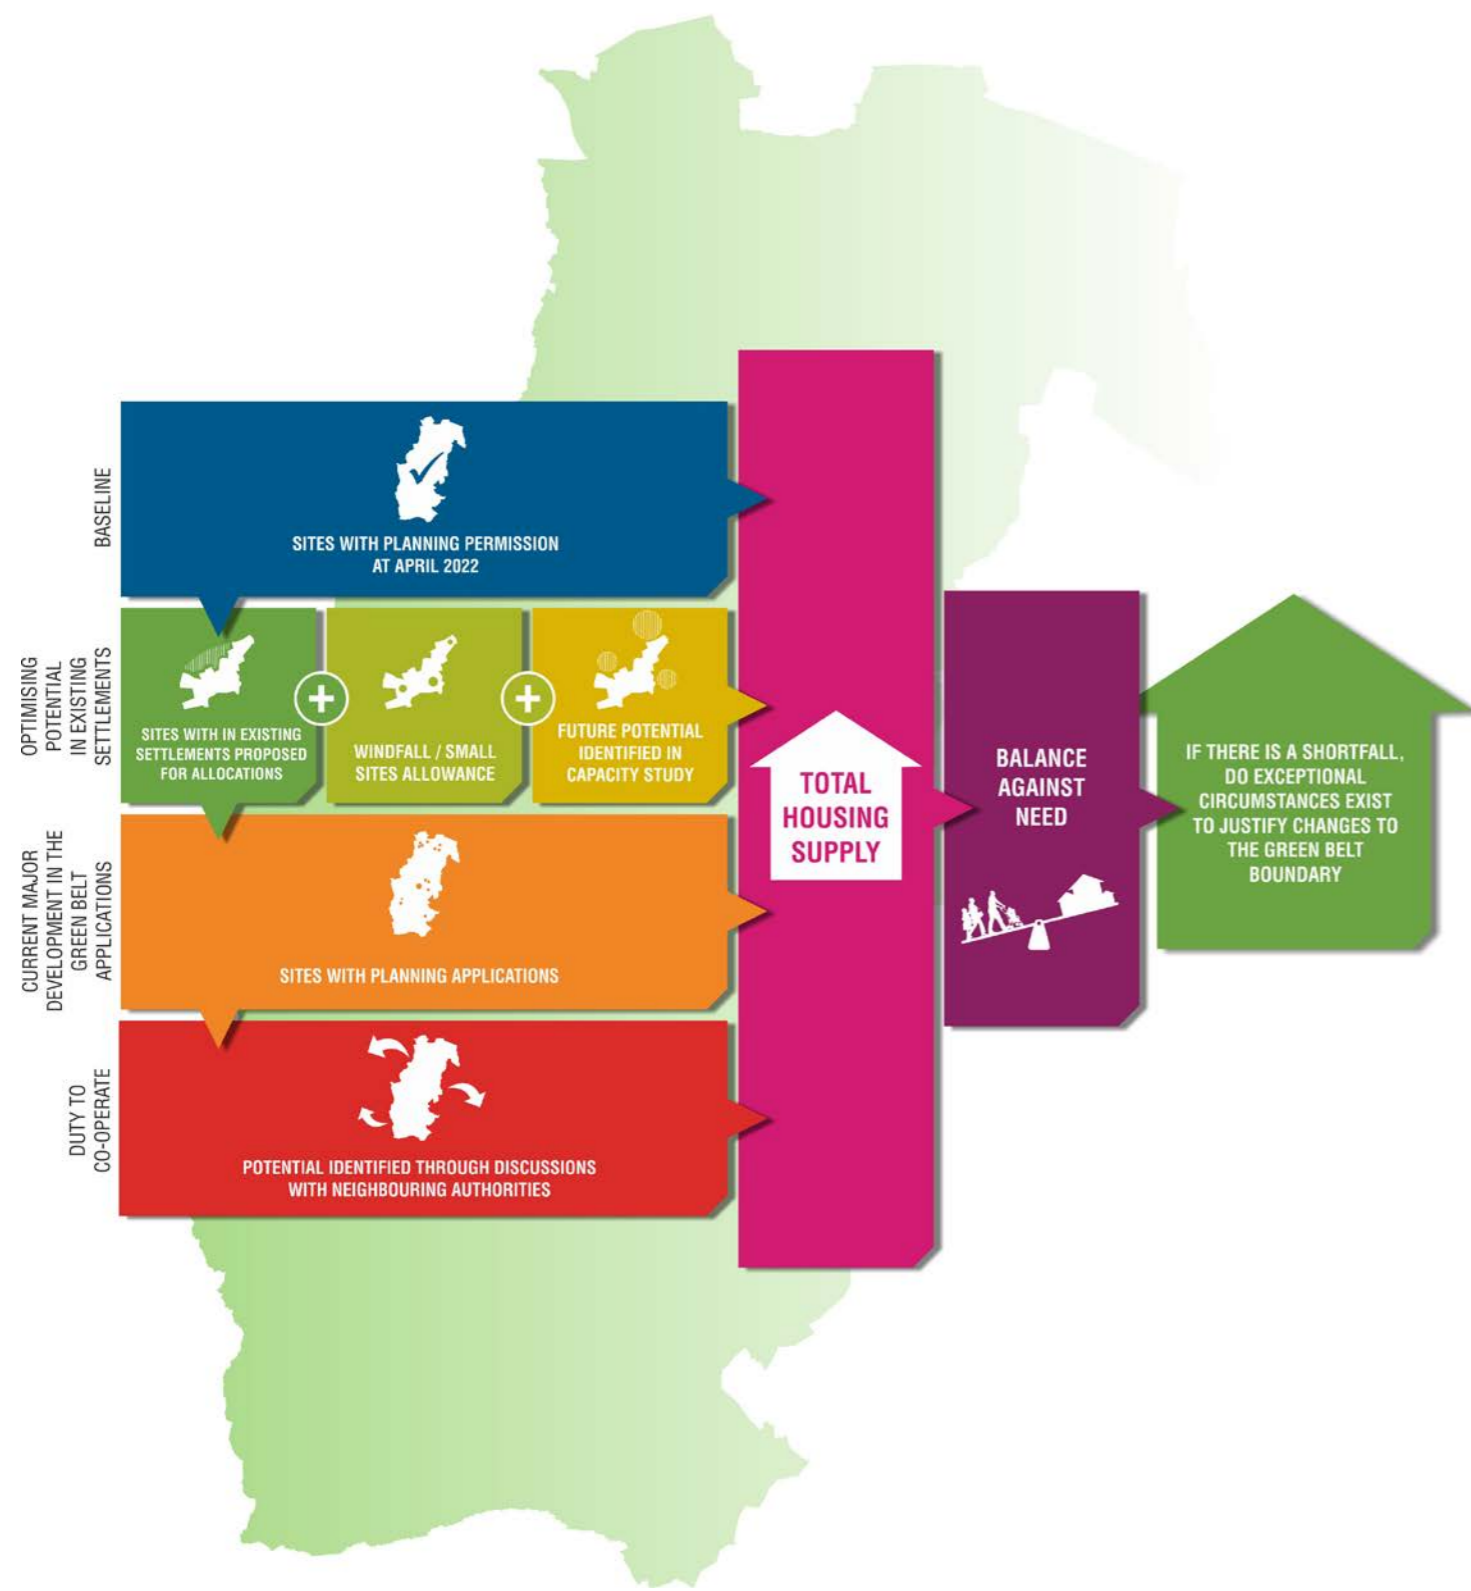 BASELINE
SITES WITH PLANNING PERMISSION
AT APRIL 2022
OPTIMISING
POTENTIAL
IN EXISTING
SETTLEMENTS
SITES WITH IN EXISTING
SETTLEMENTS PROPOSED
FOR ALLOCATIONS
+
WINDFALL / SMALL
SITES ALLOWANCE
+
FUTURE POTENTIAL
IDENTIFIED IN
CAPACITY STUDY
CURRENT MAJOR
DEVELOPMENT IN THE
GREEN BELT
APPLICATIONS
SITES WITH PLANNING APPLICATIONS
DUTY TO
CO-OPERATE
POTENTIAL IDENTIFIED THROUGH DISCUSSIONS
WITH NEIGHBOURING AUTHORITIES
TOTAL
HOUSING
SUPPLY
BALANCE
AGAINST
NEED
IF THERE IS A SHORTFALL,
DO EXCEPTIONAL
CIRCUMSTANCES EXIST
TO JUSTIFY CHANGES TO
THE GREEN BELT
BOUNDARY